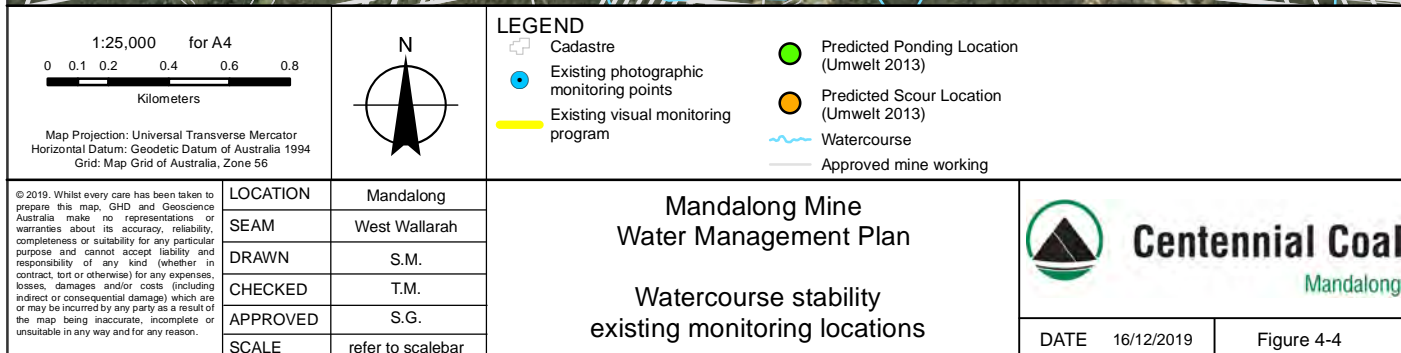 1:25,000 for A4
0 0.1 0.2 0.4 0.6 0.8
Kilometers
Map Projection: Universal Transverse Mercator
Horizontal Datum: Geodetic Datum of Australia 1994
Grid: Map Grid of Australia, Zone 56
N
LEGEND
Cadastre
Existing photographic
monitoring points
Existing visual monitoring
program
Predicted Ponding Location
(Umwelt 2013)
Predicted Scour Location
(Umwelt 2013)
Watercourse
Approved mine working
© 2019. Whilst every care has been taken to
prepare this map, GHD and Geoscience
Australia make no representations or
warranties about its accuracy, reliability,
completeness or suitability for any particular
purpose and cannot accept liability and
responsibility of any kind (whether in
contract, tort or otherwise) for any expenses,
losses, damages and/or costs (including
indirect or consequential damage) which are
or may be incurred by any party as a result of
the map being inaccurate, incomplete or
unsuitable in any way and for any reason.
LOCATION Mandalong
SEAM West Wallarah
DRAWN S.M.
CHECKED T.M.
APPROVED S.G.
SCALE refer to scalebar
Mandalong Mine
Water Management Plan
Watercourse stability
existing monitoring locations
Centennial Coal
Mandalong
DATE 16/12/2019 Figure 4-4